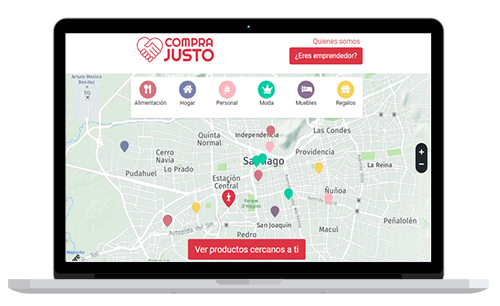 COMPRA
JUSTO
Quienes somos
¿Eres emprendedor?
Alimentación
Hogar
Personal
Moda
Muebles
Regalos
Arturo Merino
Benítez
SCL
Quinta
Normal
Independencia
Las Condes
Cerro
Navia
Providencia
Pudahuel
Lo Prado
Santiago
La Reina
Estación
Central
Ñuñoa
Parque
O'Higgins
Peñalolén
San Joaquín
Macul
Autopista del Sol
Pedro
Ver productos cercanos a ti
+
−